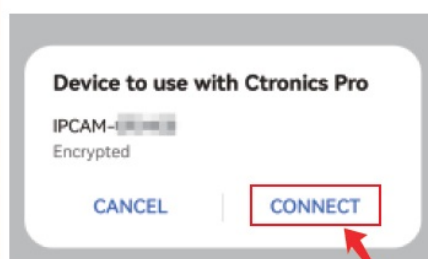 Device to use with Ctronics Pro
IPCAM-
Encrypted
CANCEL
CONNECT